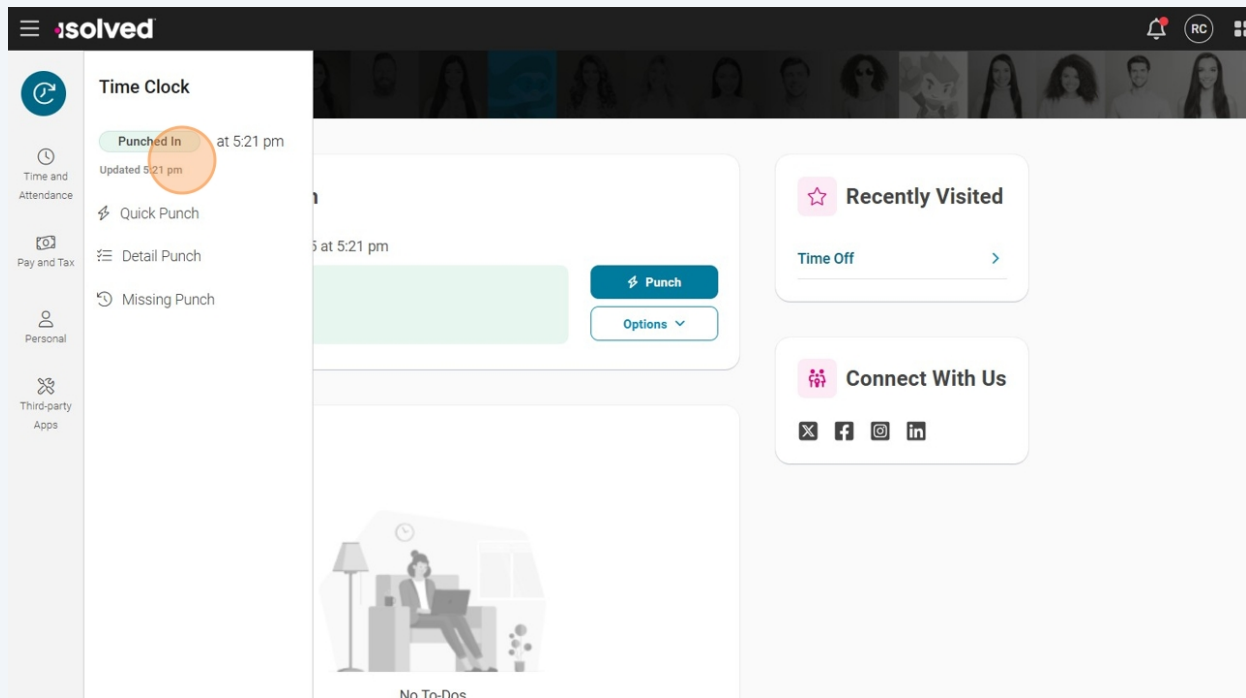 isolved
RC
Time Clock
Punched In at 5:21 pm
Updated 5:21 pm
Quick Punch
Detail Punch
Missing Punch
Time and
Attendance
Pay and Tax
Personal
Third-party
Apps
at 5:21 pm
Punch
Options
No To-Dos
Recently Visited
Time Off
Connect With Us